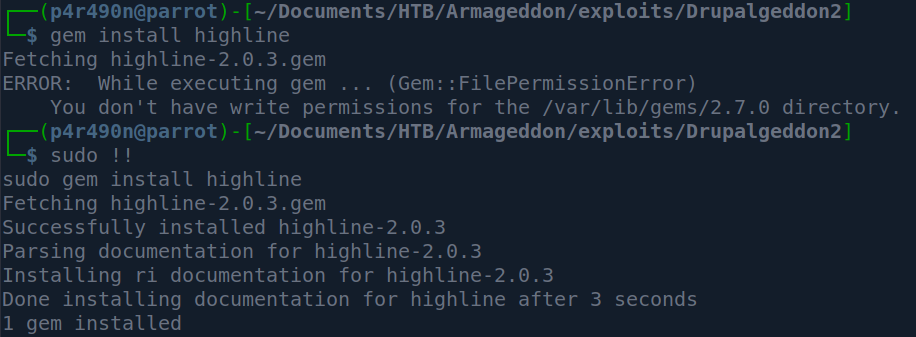 ┌──(p4r490n@parrot)-[~/Documents/HTB/Armageddon/exploits/Drupalgeddon2]
└─$ gem install highline
Fetching highline-2.0.3.gem
ERROR:  While executing gem ... (Gem::FilePermissionError)
    You don't have write permissions for the /var/lib/gems/2.7.0 directory.
┌──(p4r490n@parrot)-[~/Documents/HTB/Armageddon/exploits/Drupalgeddon2]
└─$ sudo !!
sudo gem install highline
Fetching highline-2.0.3.gem
Successfully installed highline-2.0.3
Parsing documentation for highline-2.0.3
Installing ri documentation for highline-2.0.3
Done installing documentation for highline after 3 seconds
1 gem installed